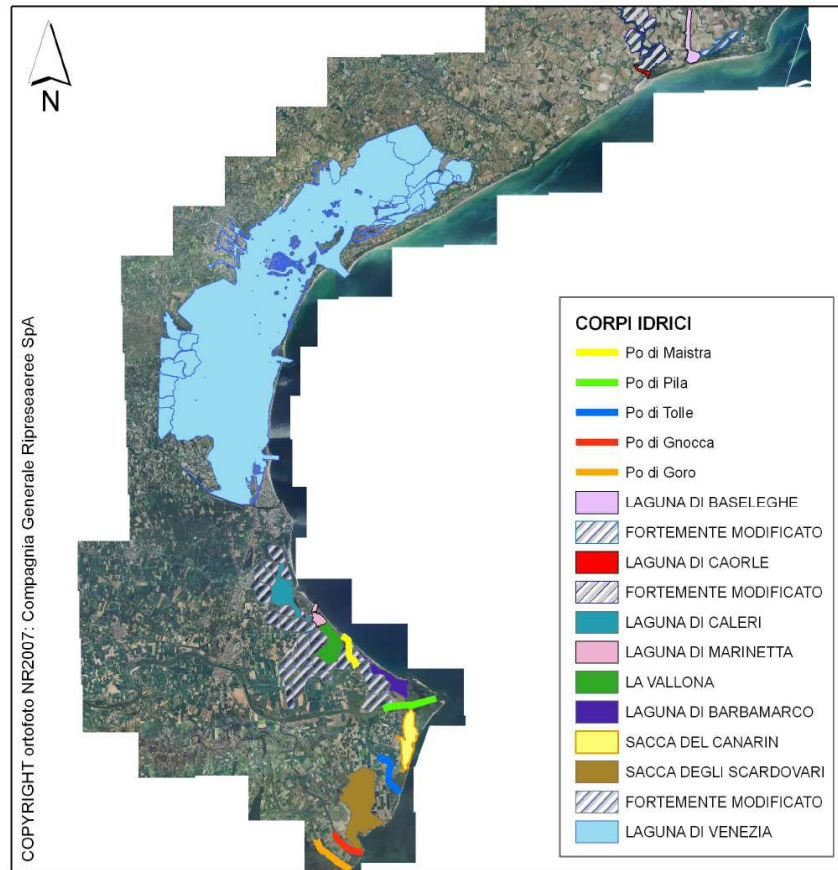 N
COPYRIGHT ortofoto NR2007: Compagnia Generale Ripreseaeree SpA
CORPI IDRICI
Po di Maistra
Po di Pila
Po di Tolle
Po di Gnocca
Po di Goro
LAGUNA DI BASELEGHE
FORTEMENTE MODIFICATO
LAGUNA DI CAORLE
FORTEMENTE MODIFICATO
LAGUNA DI CALERI
LAGUNA DI MARINETTA
LA VALLONA
LAGUNA DI BARBAMARCO
SACCA DEL CANARIN
SACCA DEGLI SCARDOVARI
FORTEMENTE MODIFICATO
LAGUNA DI VENEZIA